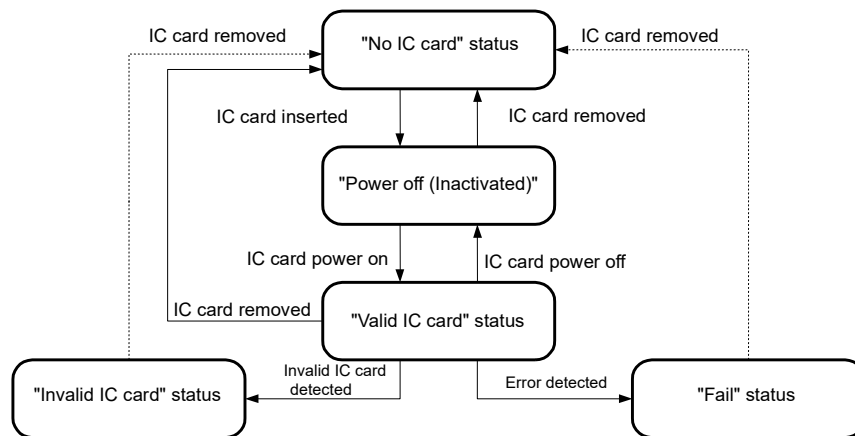 IC card removed
"No IC card" status
IC card removed
IC card inserted
IC card removed
"Power off (Inactivated)"
IC card power on
IC card power off
IC card removed
"Valid IC card" status
"Invalid IC card" status
Invalid IC card
detected
Error detected
"Fail" status